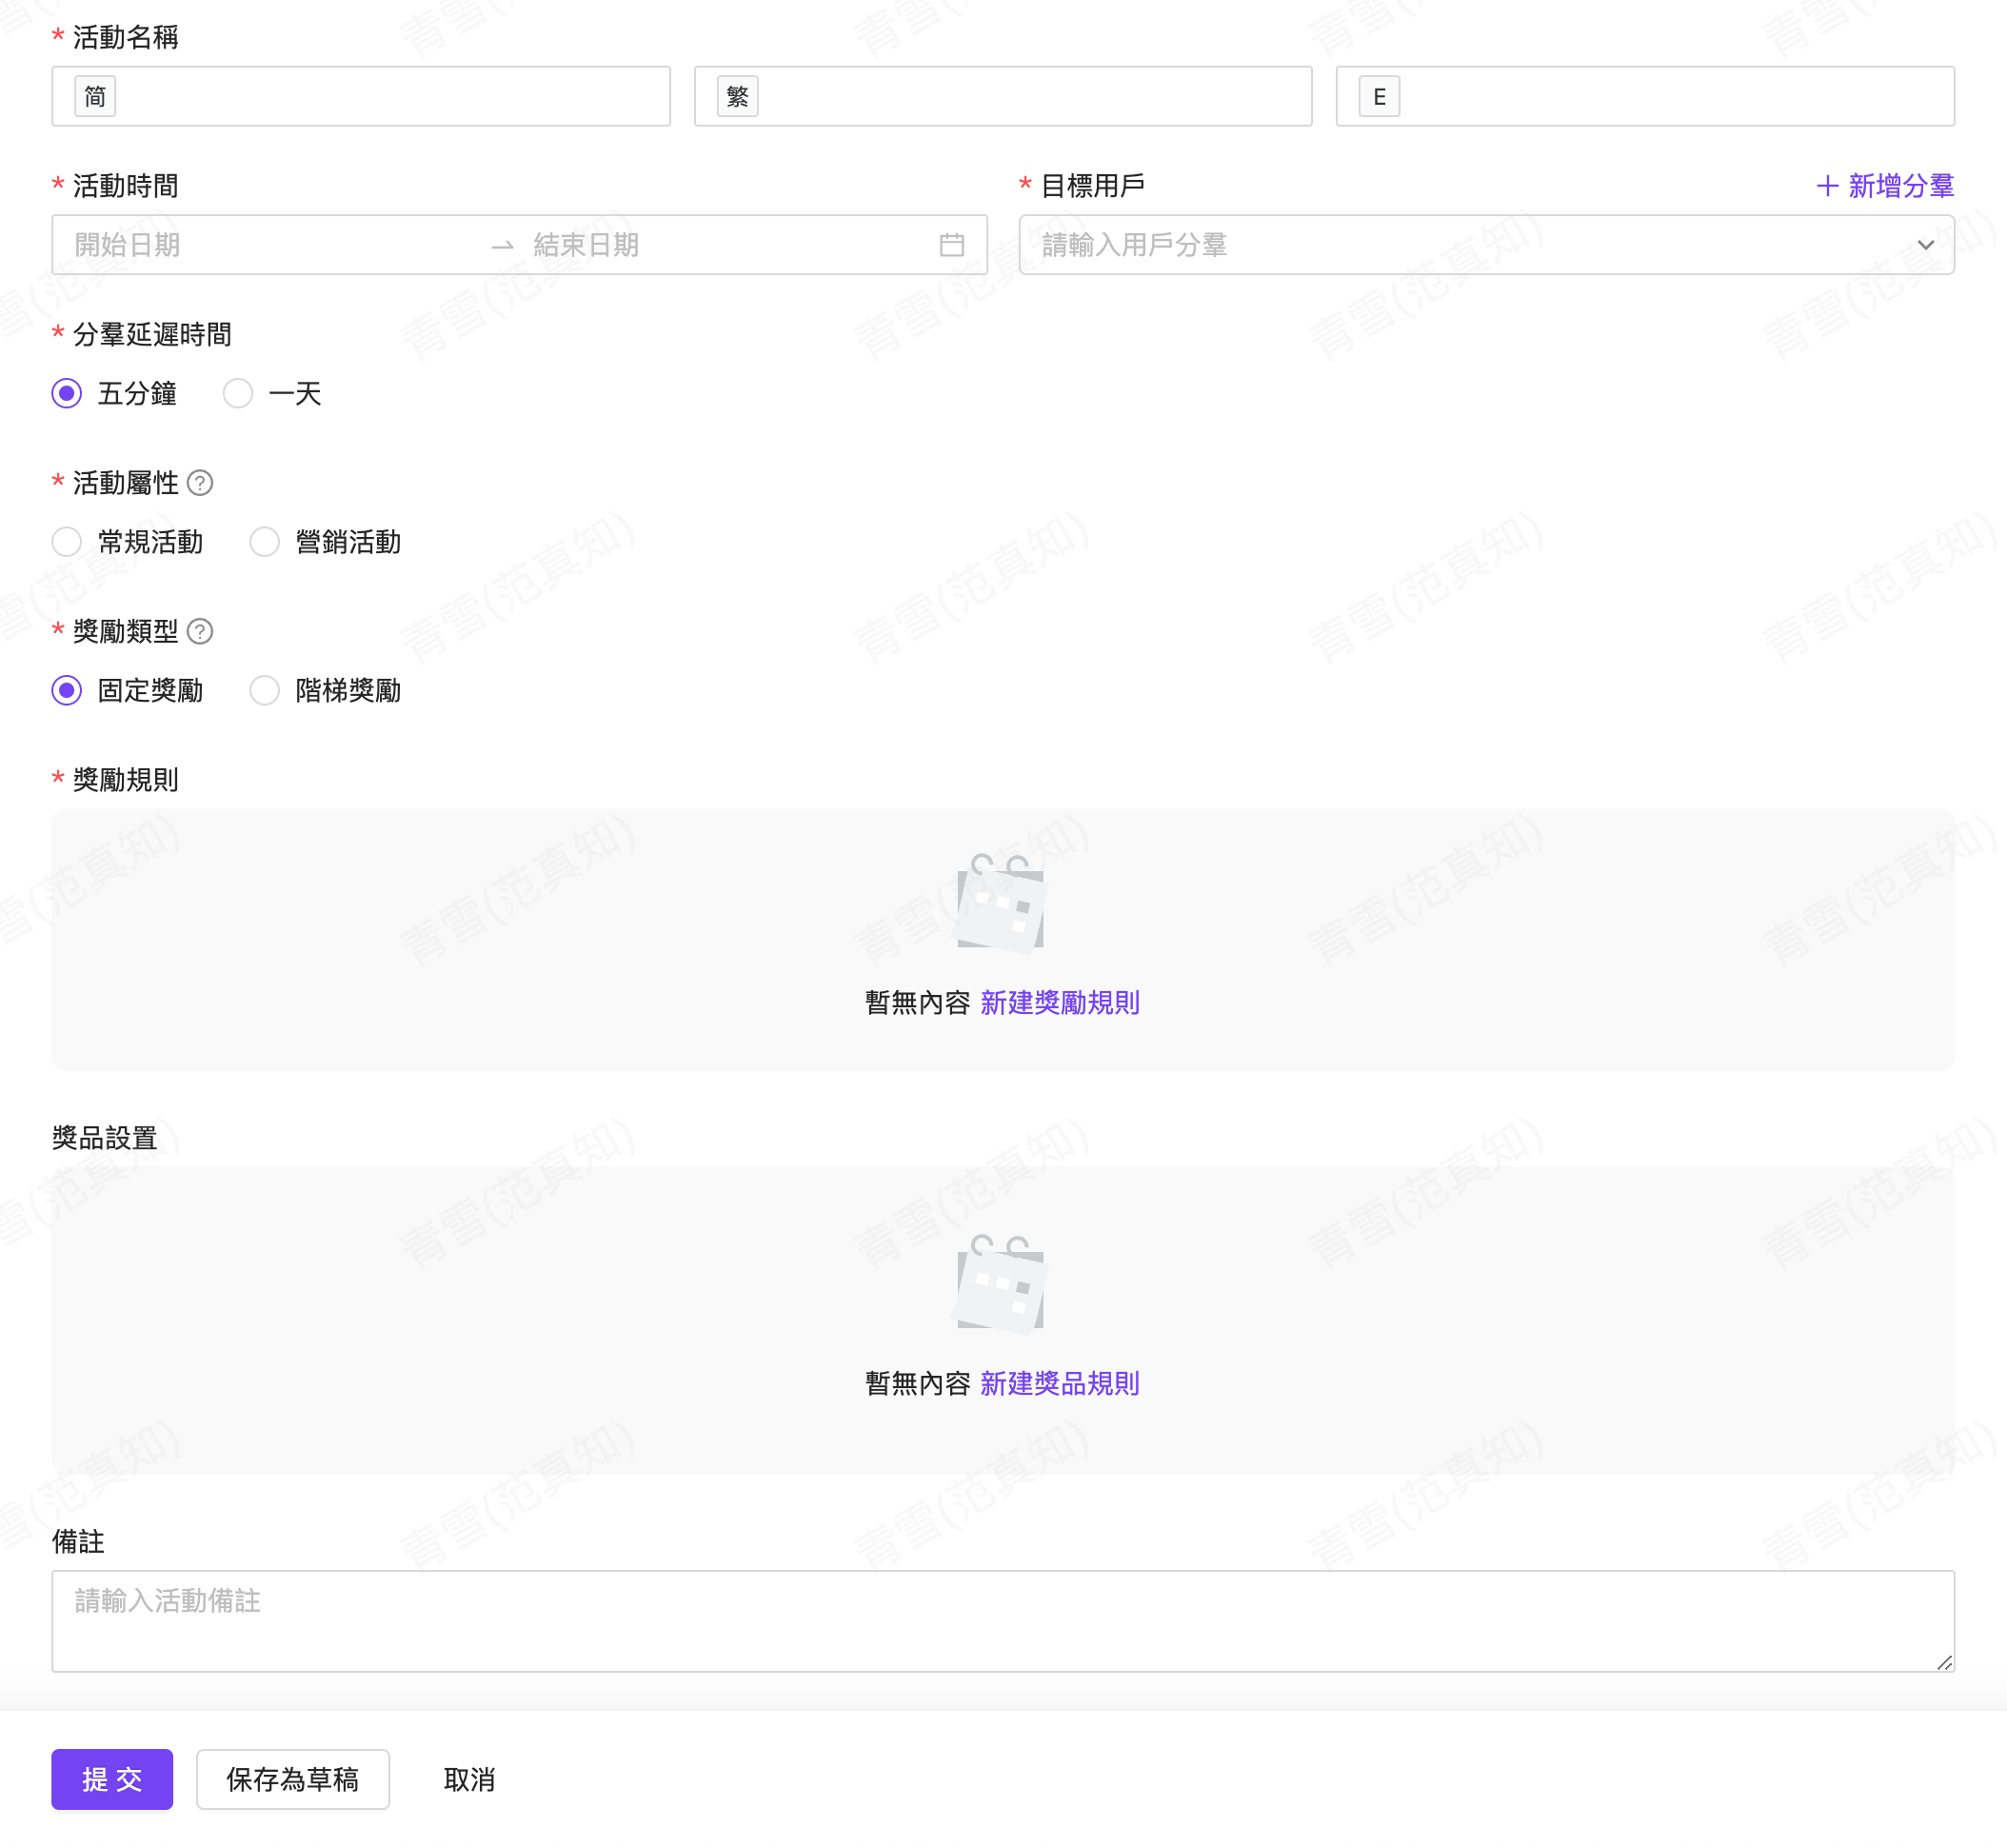 * 活動名稱
简 繁 E
* 活動時間 * 目標用戶 + 新增分羣
開始日期 → 結束日期 請輸入用戶分羣
* 分羣延遲時間
五分鐘 一天
* 活動屬性 ?
常規活動 營銷活動
* 獎勵類型 ?
固定獎勵 階梯獎勵
* 獎勵規則
暫無內容 新建獎勵規則
獎品設置
暫無內容 新建獎品規則
備註
請輸入活動備註
提交 保存為草稿 取消
青雪(范真知)